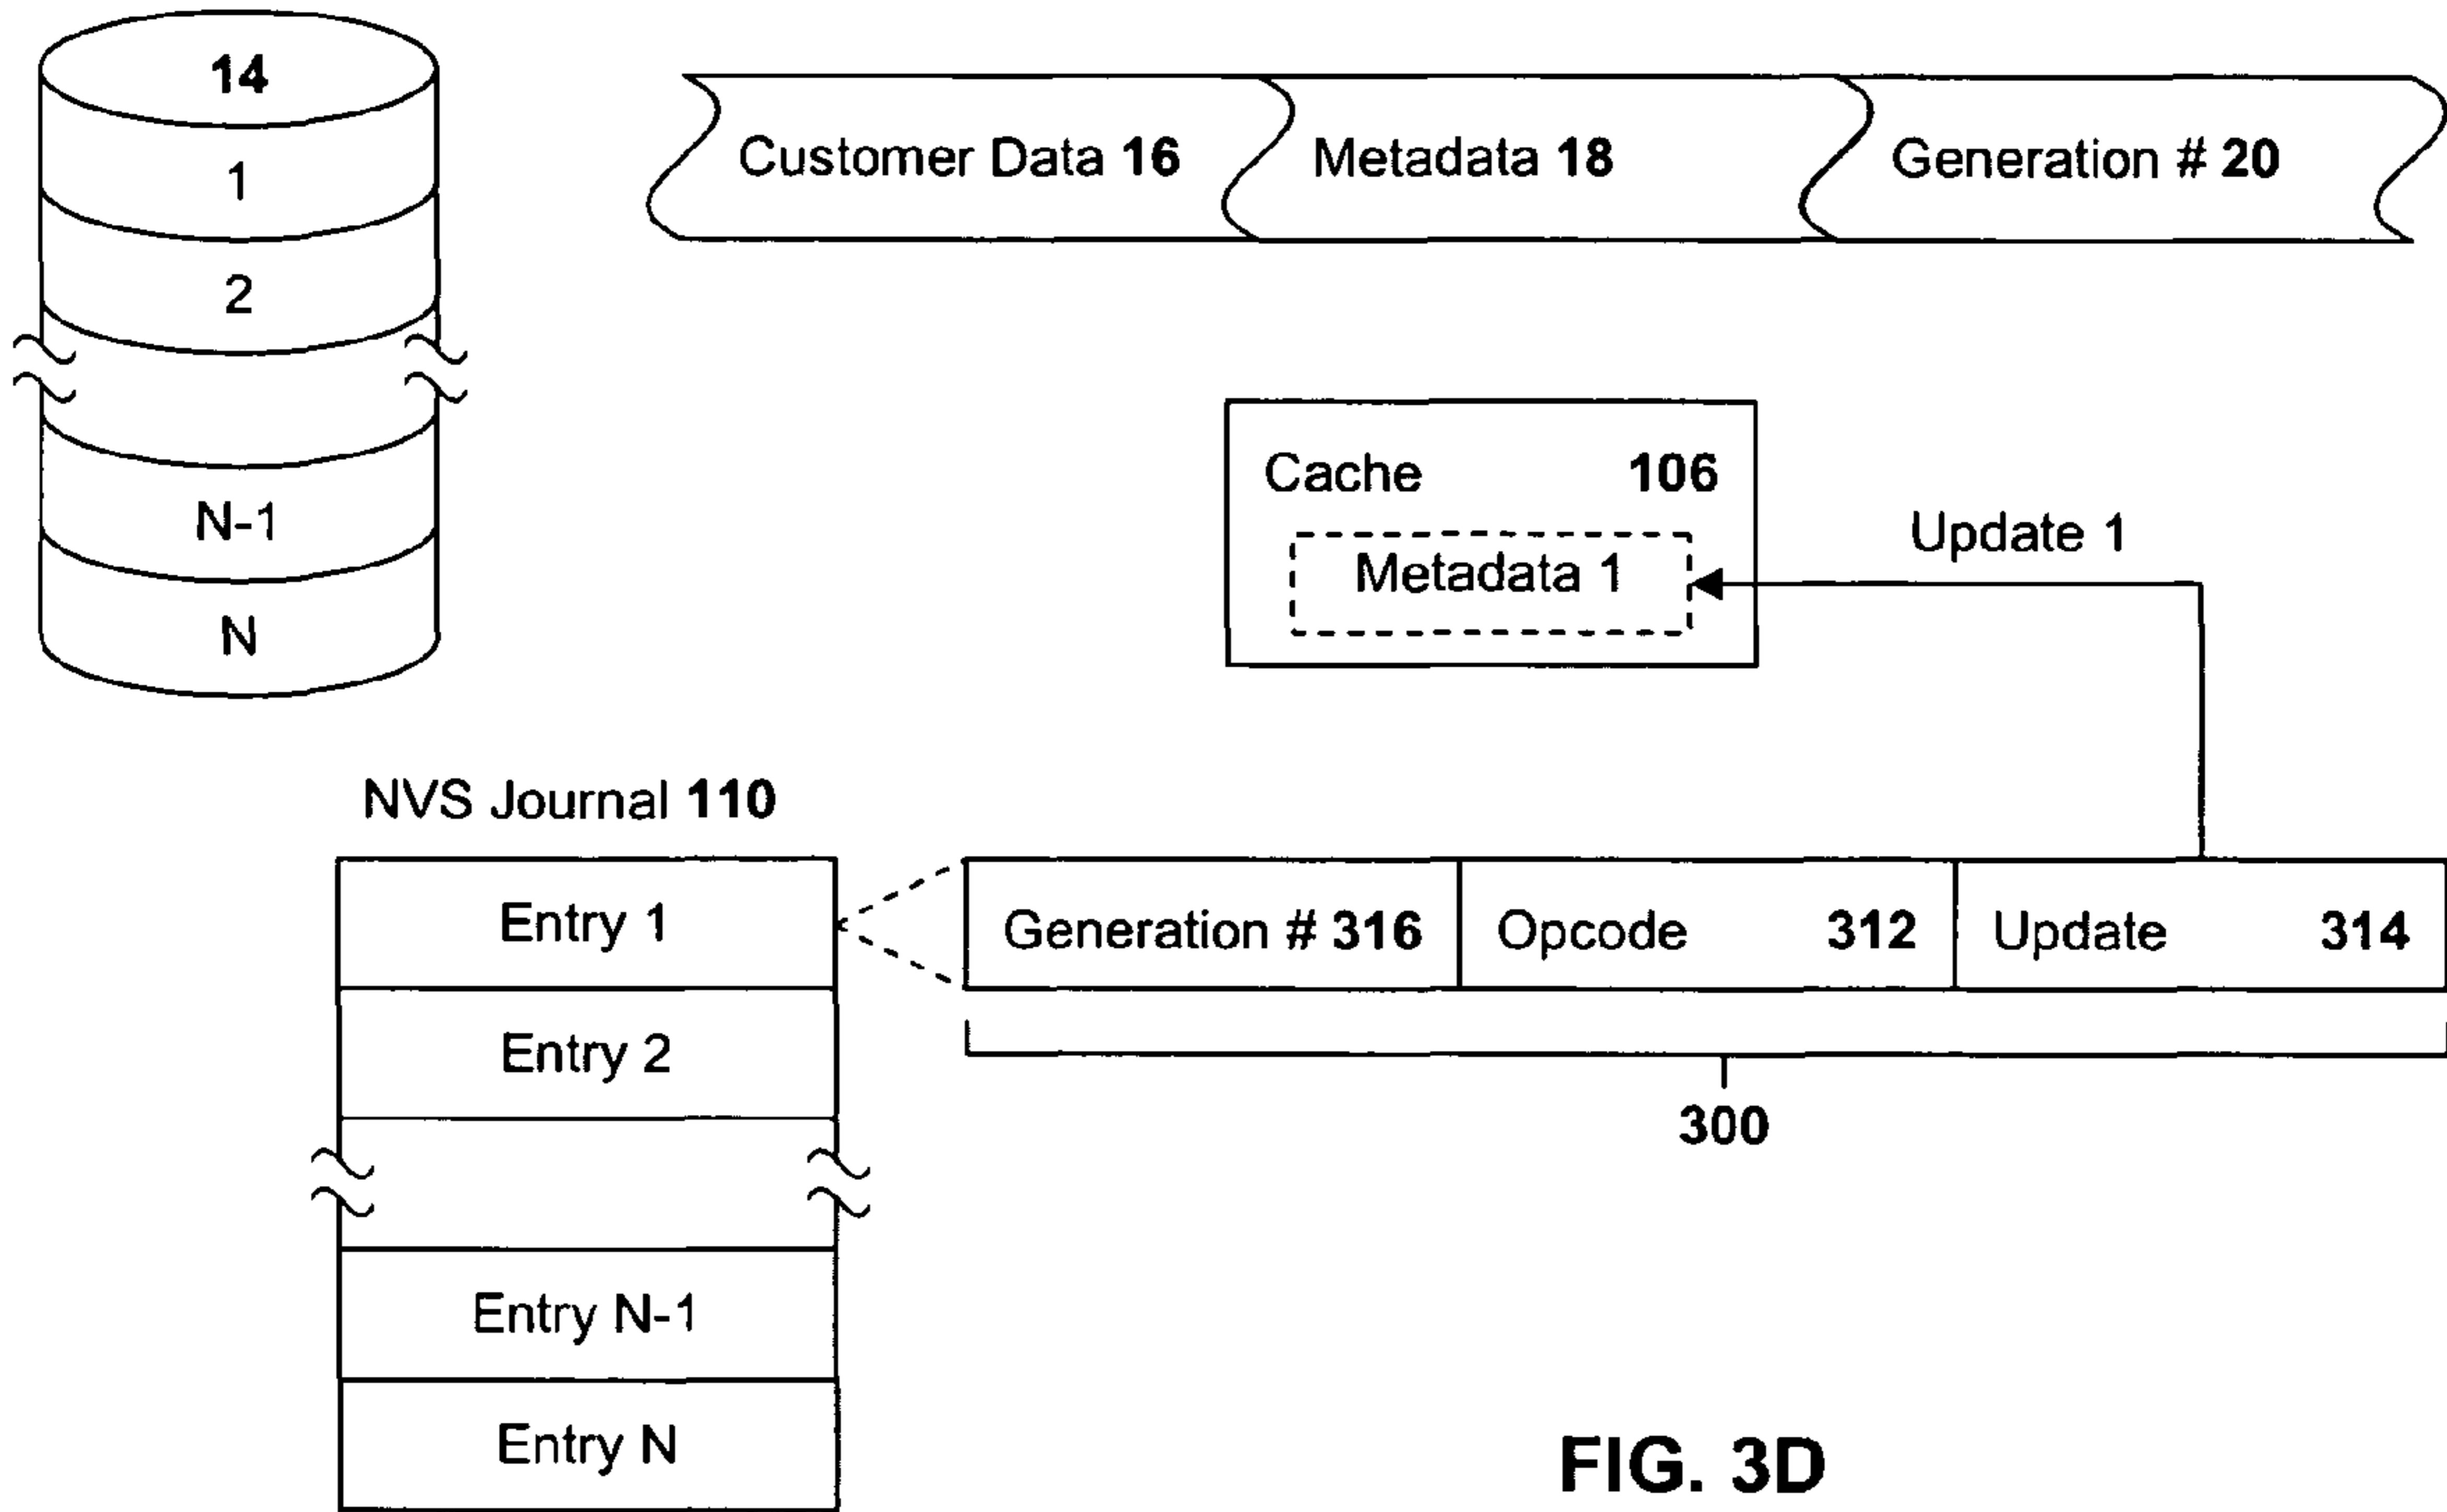 14
1
2
N-1
N
Customer Data 16
Metadata 18
Generation # 20
Cache 106
Metadata 1
Update 1
NVS Journal 110
Entry 1
Entry 2
Entry N-1
Entry N
Generation # 316
Opcode 312
Update 314
300
FIG. 3D